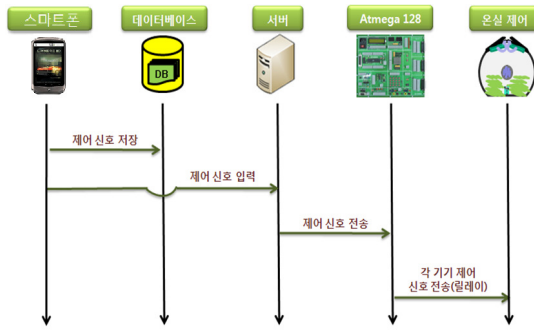 스마트폰
데이터베이스
서버
Atmega 128
온실 제어
DB
제어 신호 저장
제어 신호 입력
제어 신호 전송
각 기기 제어
신호 전송(릴레이)